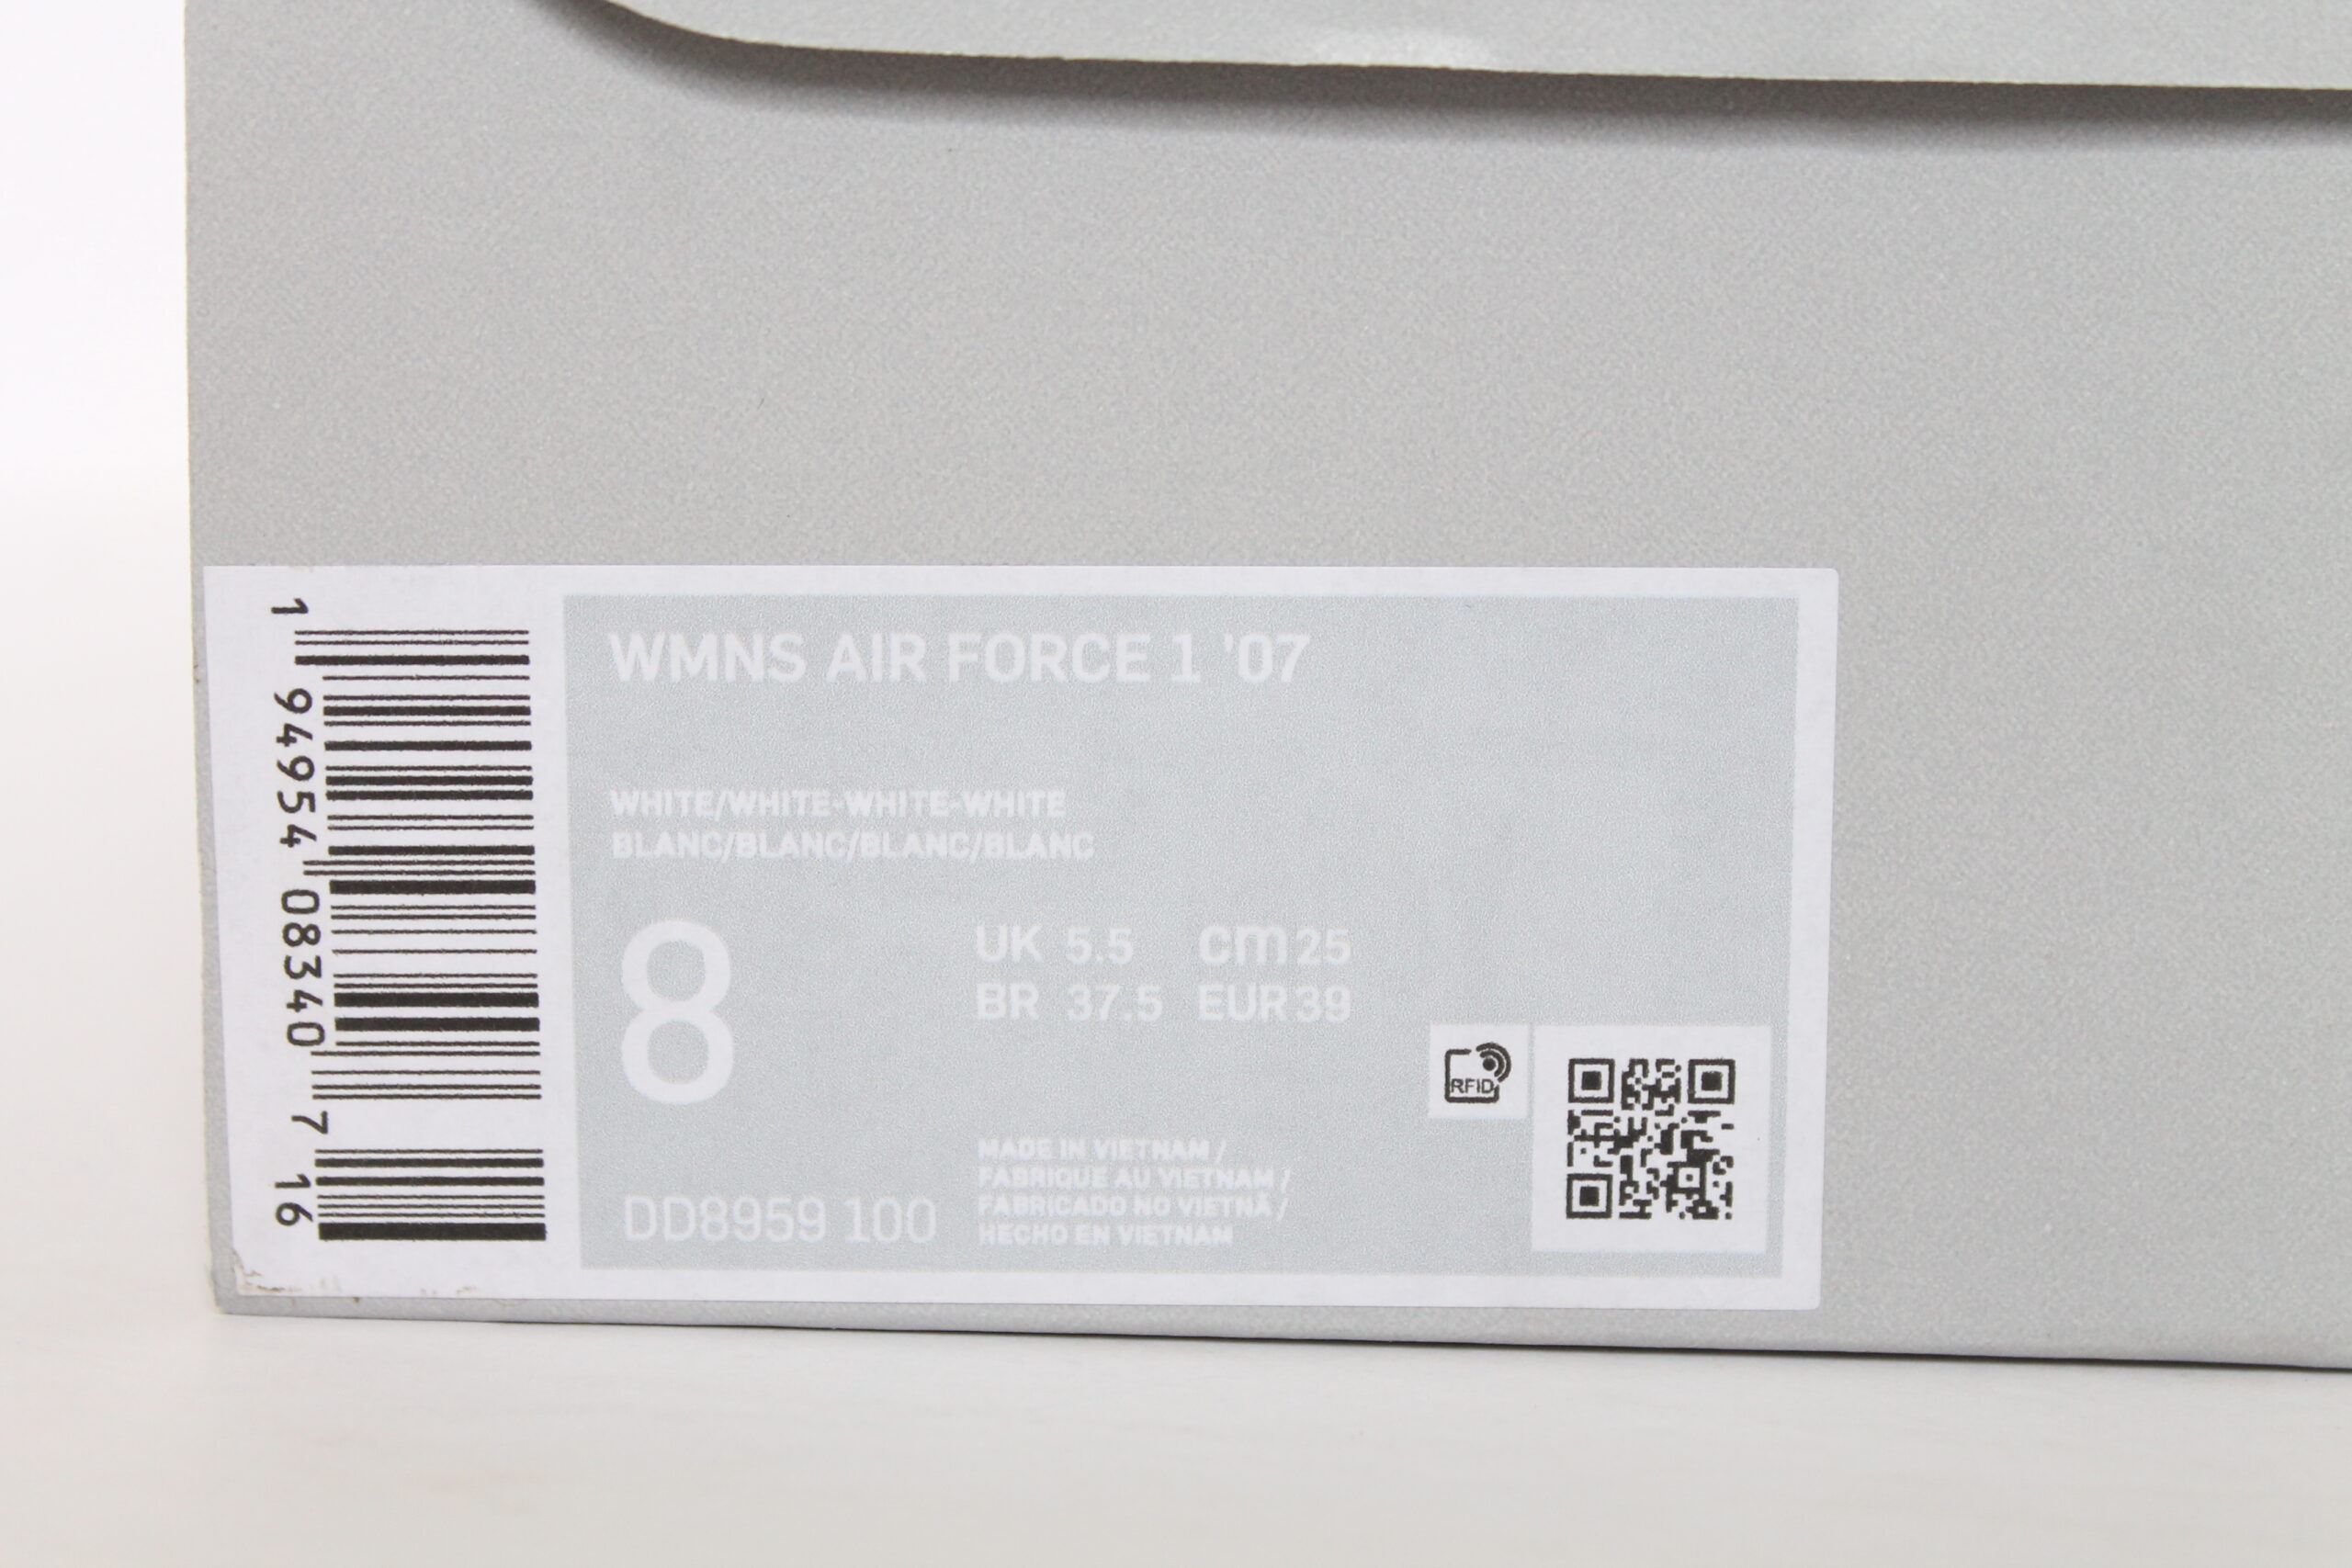 1 94954 08340 7 16
WMNS AIR FORCE 1 '07
WHITE/WHITE-WHITE-WHITE
BLANC/BLANC/BLANC/BLANC
8
UK 5.5 cm 25
BR 37.5 EUR 39
RFID
DD8959 100
MADE IN VIETNAM /
FABRIQUE AU VIETNAM /
FABRICADO NO VIETNÃ /
HECHO EN VIETNAM